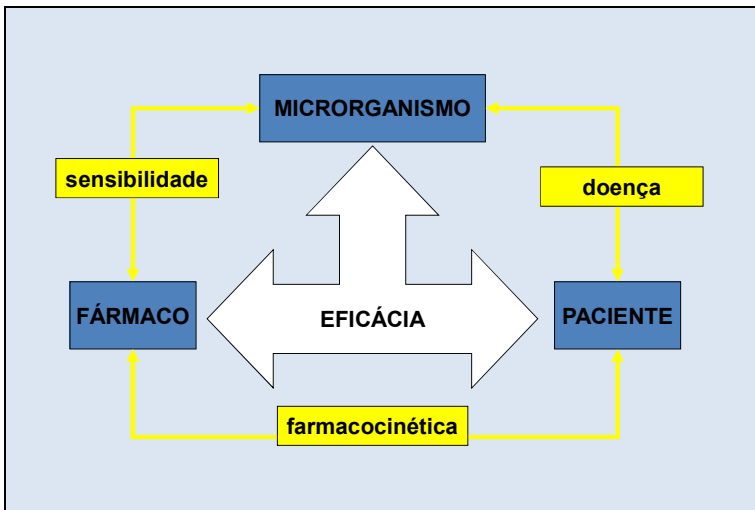 MICRORGANISMO
sensibilidade
doença
FÁRMACO
EFICÁCIA
PACIENTE
farmacocinética